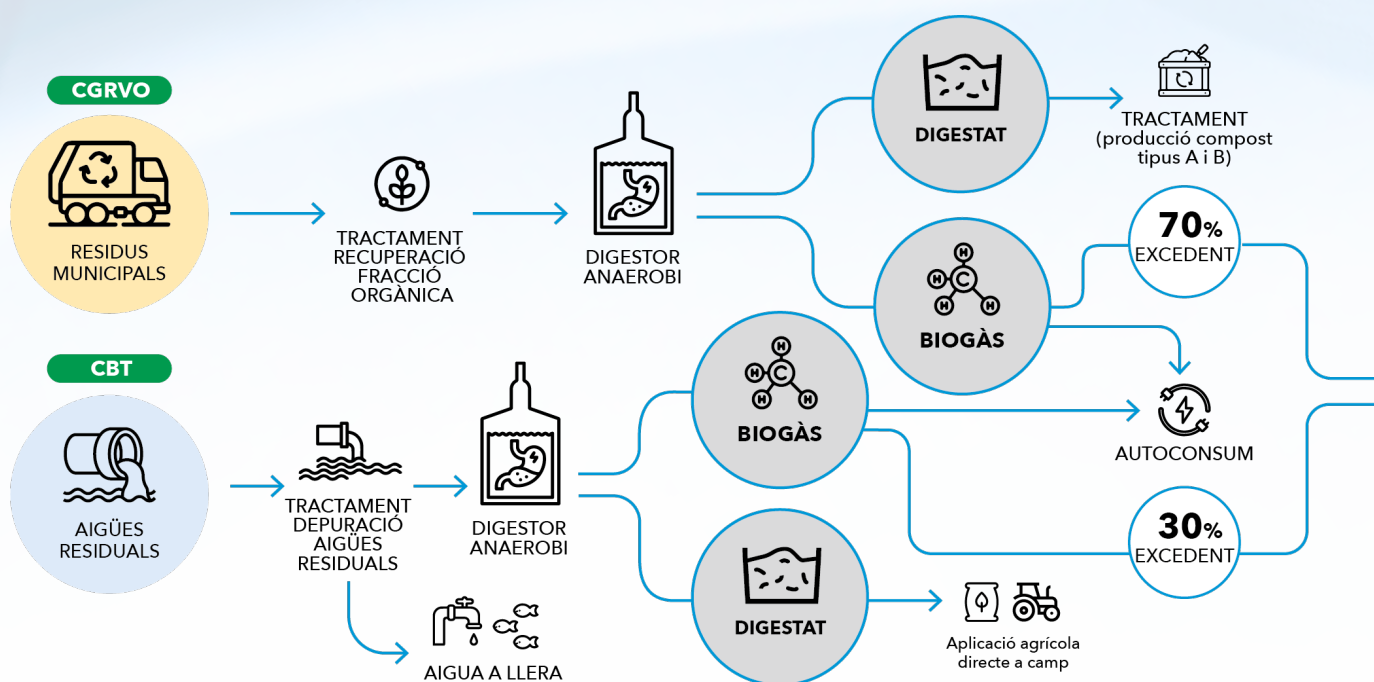 CGRVO
RESIDUS
MUNICIPALS
TRACTAMENT
RECUPERACIÓ
FRACCIÓ
ORGÀNICA
DIGESTOR
ANAEROBI
DIGESTAT
TRACTAMENT
(producció compost
tipus A i B)
H
H
C
H
H
BIOGÀS
70%
EXCEDENT
CBT
AIGÜES
RESIDUALS
TRACTAMENT
DEPURACIÓ
AIGÜES
RESIDUALS
AIGUA A LLERA
DIGESTOR
ANAEROBI
H
H
C
H
H
BIOGÀS
AUTOCONSUM
30%
EXCEDENT
DIGESTAT
Aplicació agrícola
directe a camp